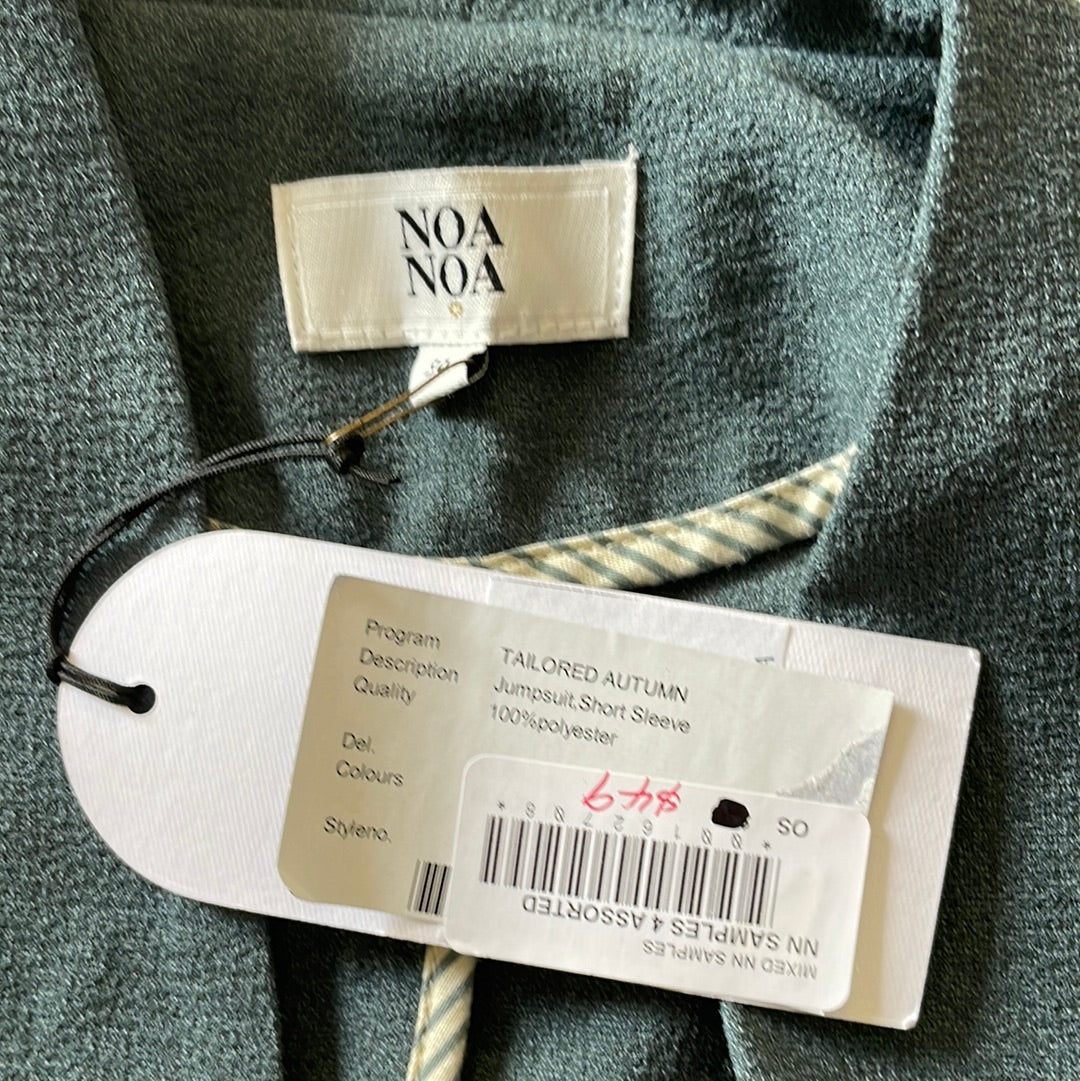 NOA
NOA
Program TAILORED AUTUMN
Description Jumpsuit,Short Sleeve
Quality 100%polyester
Del.
Colours
Styleno.
MIXED NN SAMPLES
NN SAMPLES 4 ASSORTED
*00162708*
OS $49